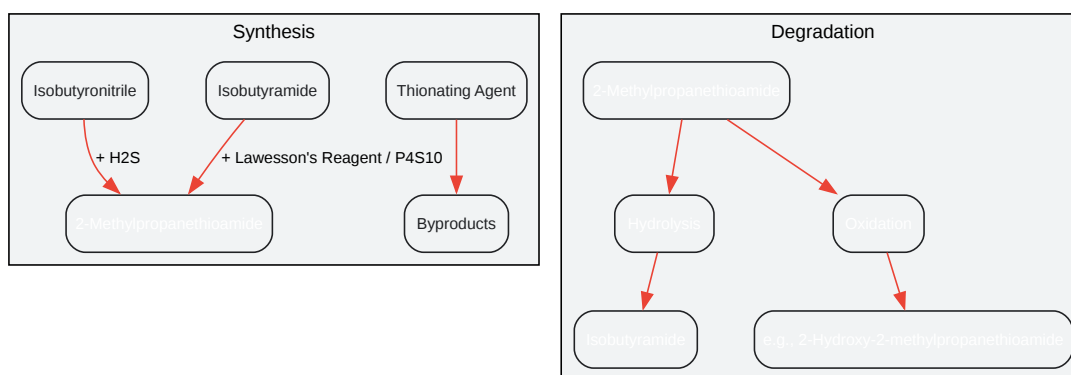 Synthesis
Isobutyronitrile
Isobutyramide
Thionating Agent
+ H2S
+ Lawesson's Reagent / P4S10
2-Methylpropanethioamide
Byproducts
Degradation
2-Methylpropanethioamide
Hydrolysis
Oxidation
Isobutyramide
e.g., 2-Hydroxy-2-methylpropanethioamide